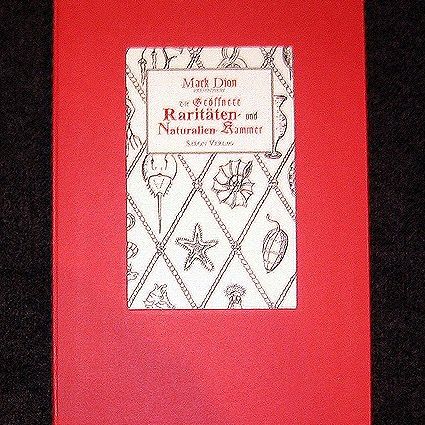 Mark Dion
Die Geöffnete
Raritäten- und
Naturalien-Kammer
Salon Verlag